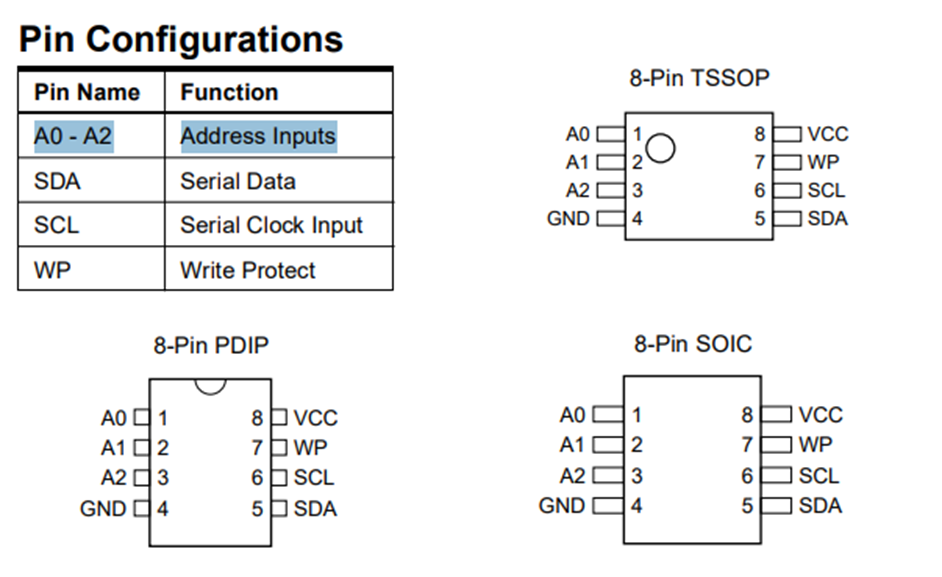 Pin Configurations
Pin Name Function
A0 - A2 Address Inputs
SDA Serial Data
SCL Serial Clock Input
WP Write Protect
8-Pin TSSOP
A0 1 8 VCC
A1 2 7 WP
A2 3 6 SCL
GND 4 5 SDA
8-Pin PDIP
A0 1 8 VCC
A1 2 7 WP
A2 3 6 SCL
GND 4 5 SDA
8-Pin SOIC
A0 1 8 VCC
A1 2 7 WP
A2 3 6 SCL
GND 4 5 SDA